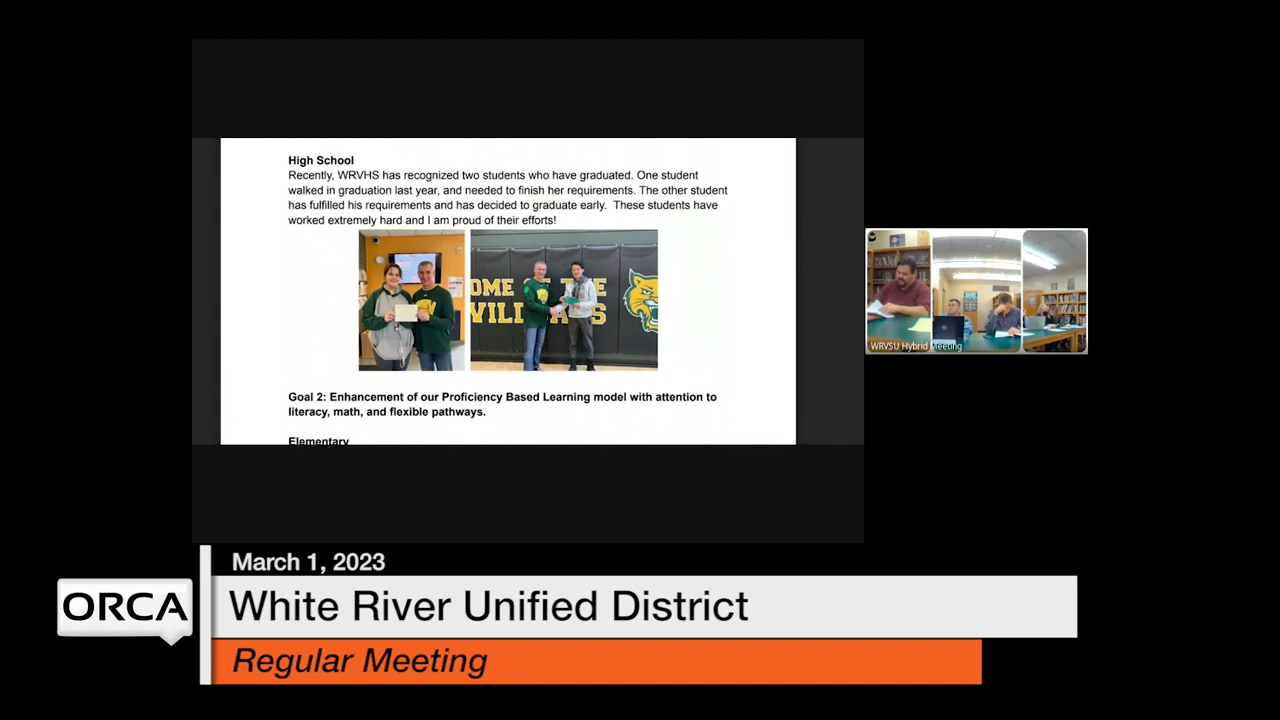 High School
Recently, WRVHS has recognized two students who have graduated. One student
walked in graduation last year, and needed to finish her requirements. The other student
has fulfilled his requirements and has decided to graduate early.  These students have
worked extremely hard and I am proud of their efforts!
OME OF THE
WILDCATS
Goal 2: Enhancement of our Proficiency Based Learning model with attention to
literacy, math, and flexible pathways.
Elementary
WRVSU Hybrid Meeting
March 1, 2023
ORCA
White River Unified District
Regular Meeting